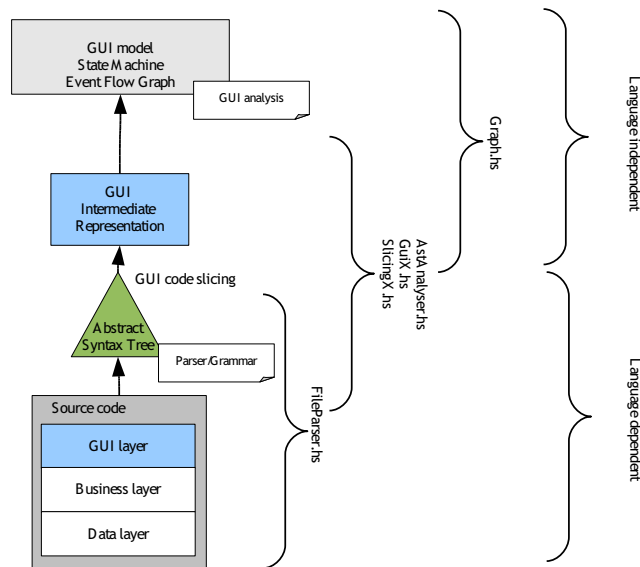 GUI model
State Machine
Event Flow Graph
GUI analysis
GUI
Intermediate
Representation
GUI code slicing
Abstract
Syntax Tree
Parser/Grammar
Source code
GUI layer
Business layer
Data layer
FileParser.hs
AstAnalyser.hs
GuiX.hs
SlicingX.hs
Graph.hs
Language independent
Language dependent